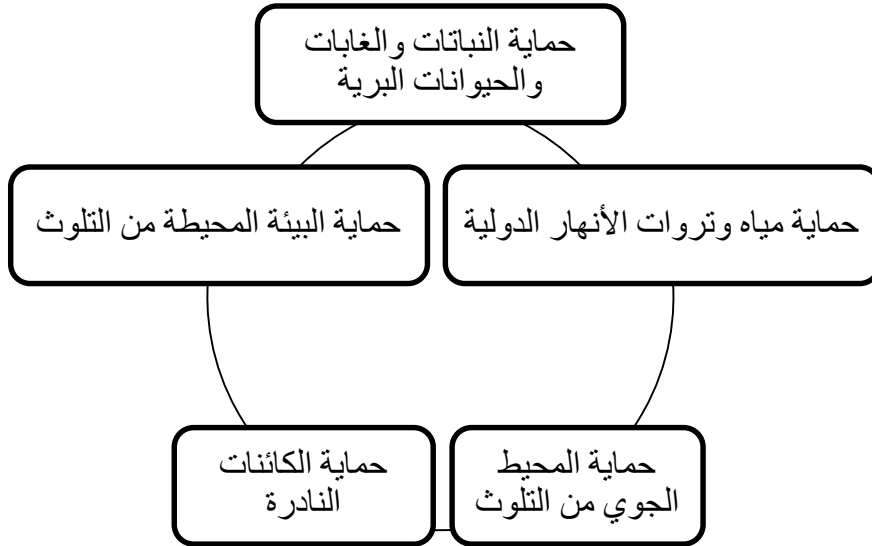 حماية النباتات والغابات
والحيوانات البرية
حماية مياه وتروات الأنهار الدولية
حماية البيئة المحيطة من التلوث
حماية المحيط
الجوي من التلوث
حماية الكائنات
النادرة